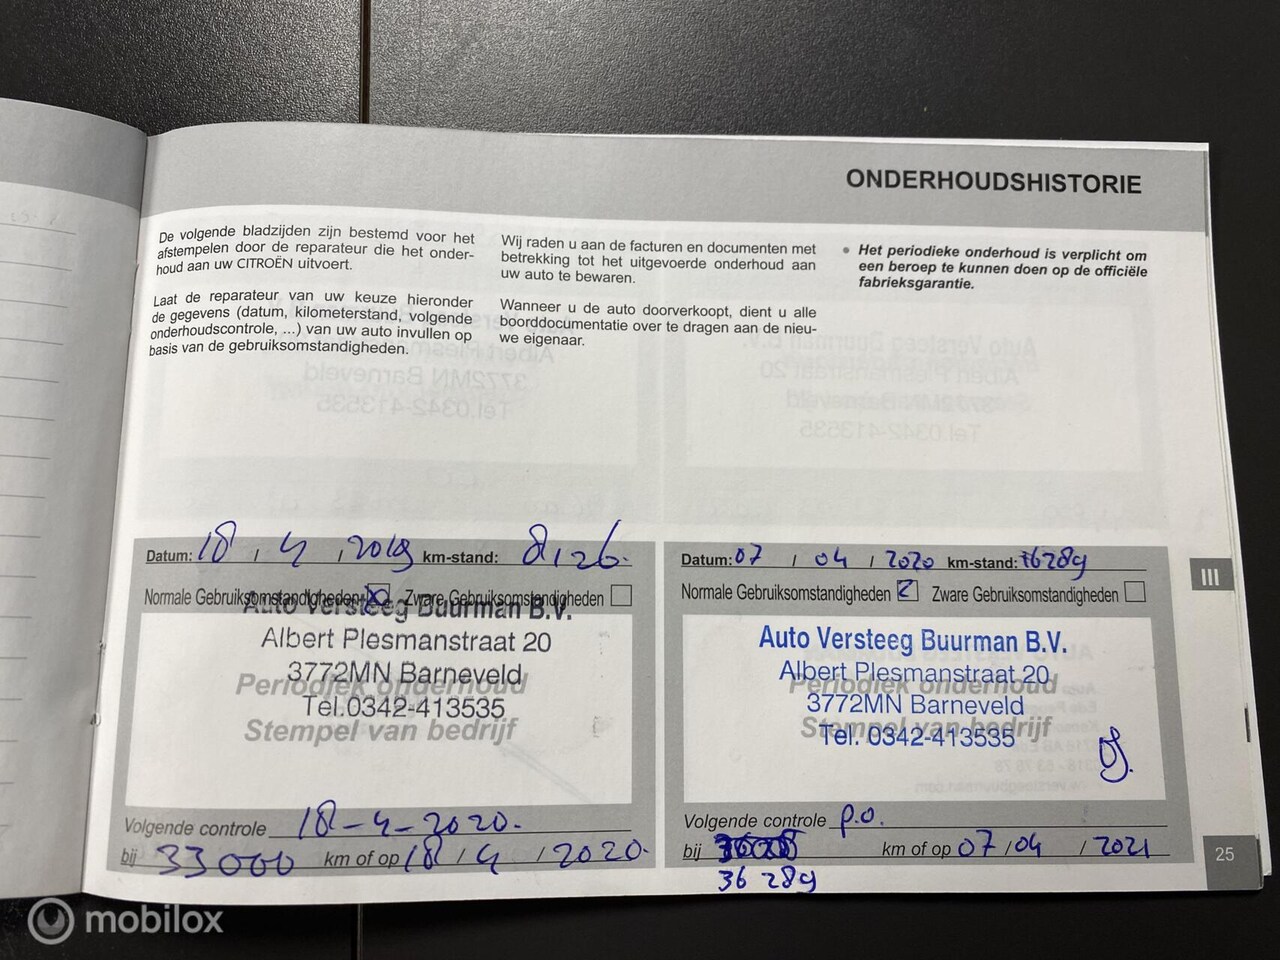 ONDERHOUDSHISTORIE
De volgende bladzijden zijn bestemd voor het
afstempelen door de reparateur die het onder-
houd aan uw CITROËN uitvoert.
Laat de reparateur van uw keuze hieronder
de gegevens (datum, kilometerstand, volgende
onderhoudscontrole, ...) van uw auto invullen op
basis van de gebruiksomstandigheden.
Wij raden u aan de facturen en documenten met
betrekking tot het uitgevoerde onderhoud aan
uw auto te bewaren.
Wanneer u de auto doorverkoopt, dient u alle
boorddocumentatie over te dragen aan de nieu-
we eigenaar.
• Het periodieke onderhoud is verplicht om
een beroep te kunnen doen op de officiële
fabrieksgarantie.
Datum: 18 / 4 / 2019 km-stand: 8126.
Normale Gebruiksomstandigheden Zware Gebruiksomstandigheden
Auto Versteeg Buurman B.V.
Albert Plesmanstraat 20
3772MN Barneveld
Periodiek onderhoud
Tel.0342-413535
Stempel van bedrijf
Volgende controle 18-4-2020.
bij 33000 km of op 18 / 4 / 2020.
Datum: 07 / 04 / 2020 km-stand: 16289
Normale Gebruiksomstandigheden Zware Gebruiksomstandigheden
Auto Versteeg Buurman B.V.
Albert Plesmanstraat 20
Periodiek onderhoud
3772MN Barneveld
Stempel van bedrijf
Tel. 0342-413535
Volgende controle p.o.
bij km of op 07 / 04 / 2021
36289
III
25
mobilox